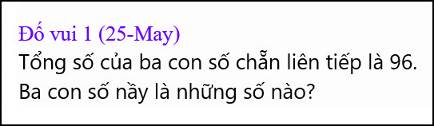 Đố vui 1 (25-May)
Tổng số của ba con số chẵn liên tiếp là 96.
Ba con số nầy là những số nào?